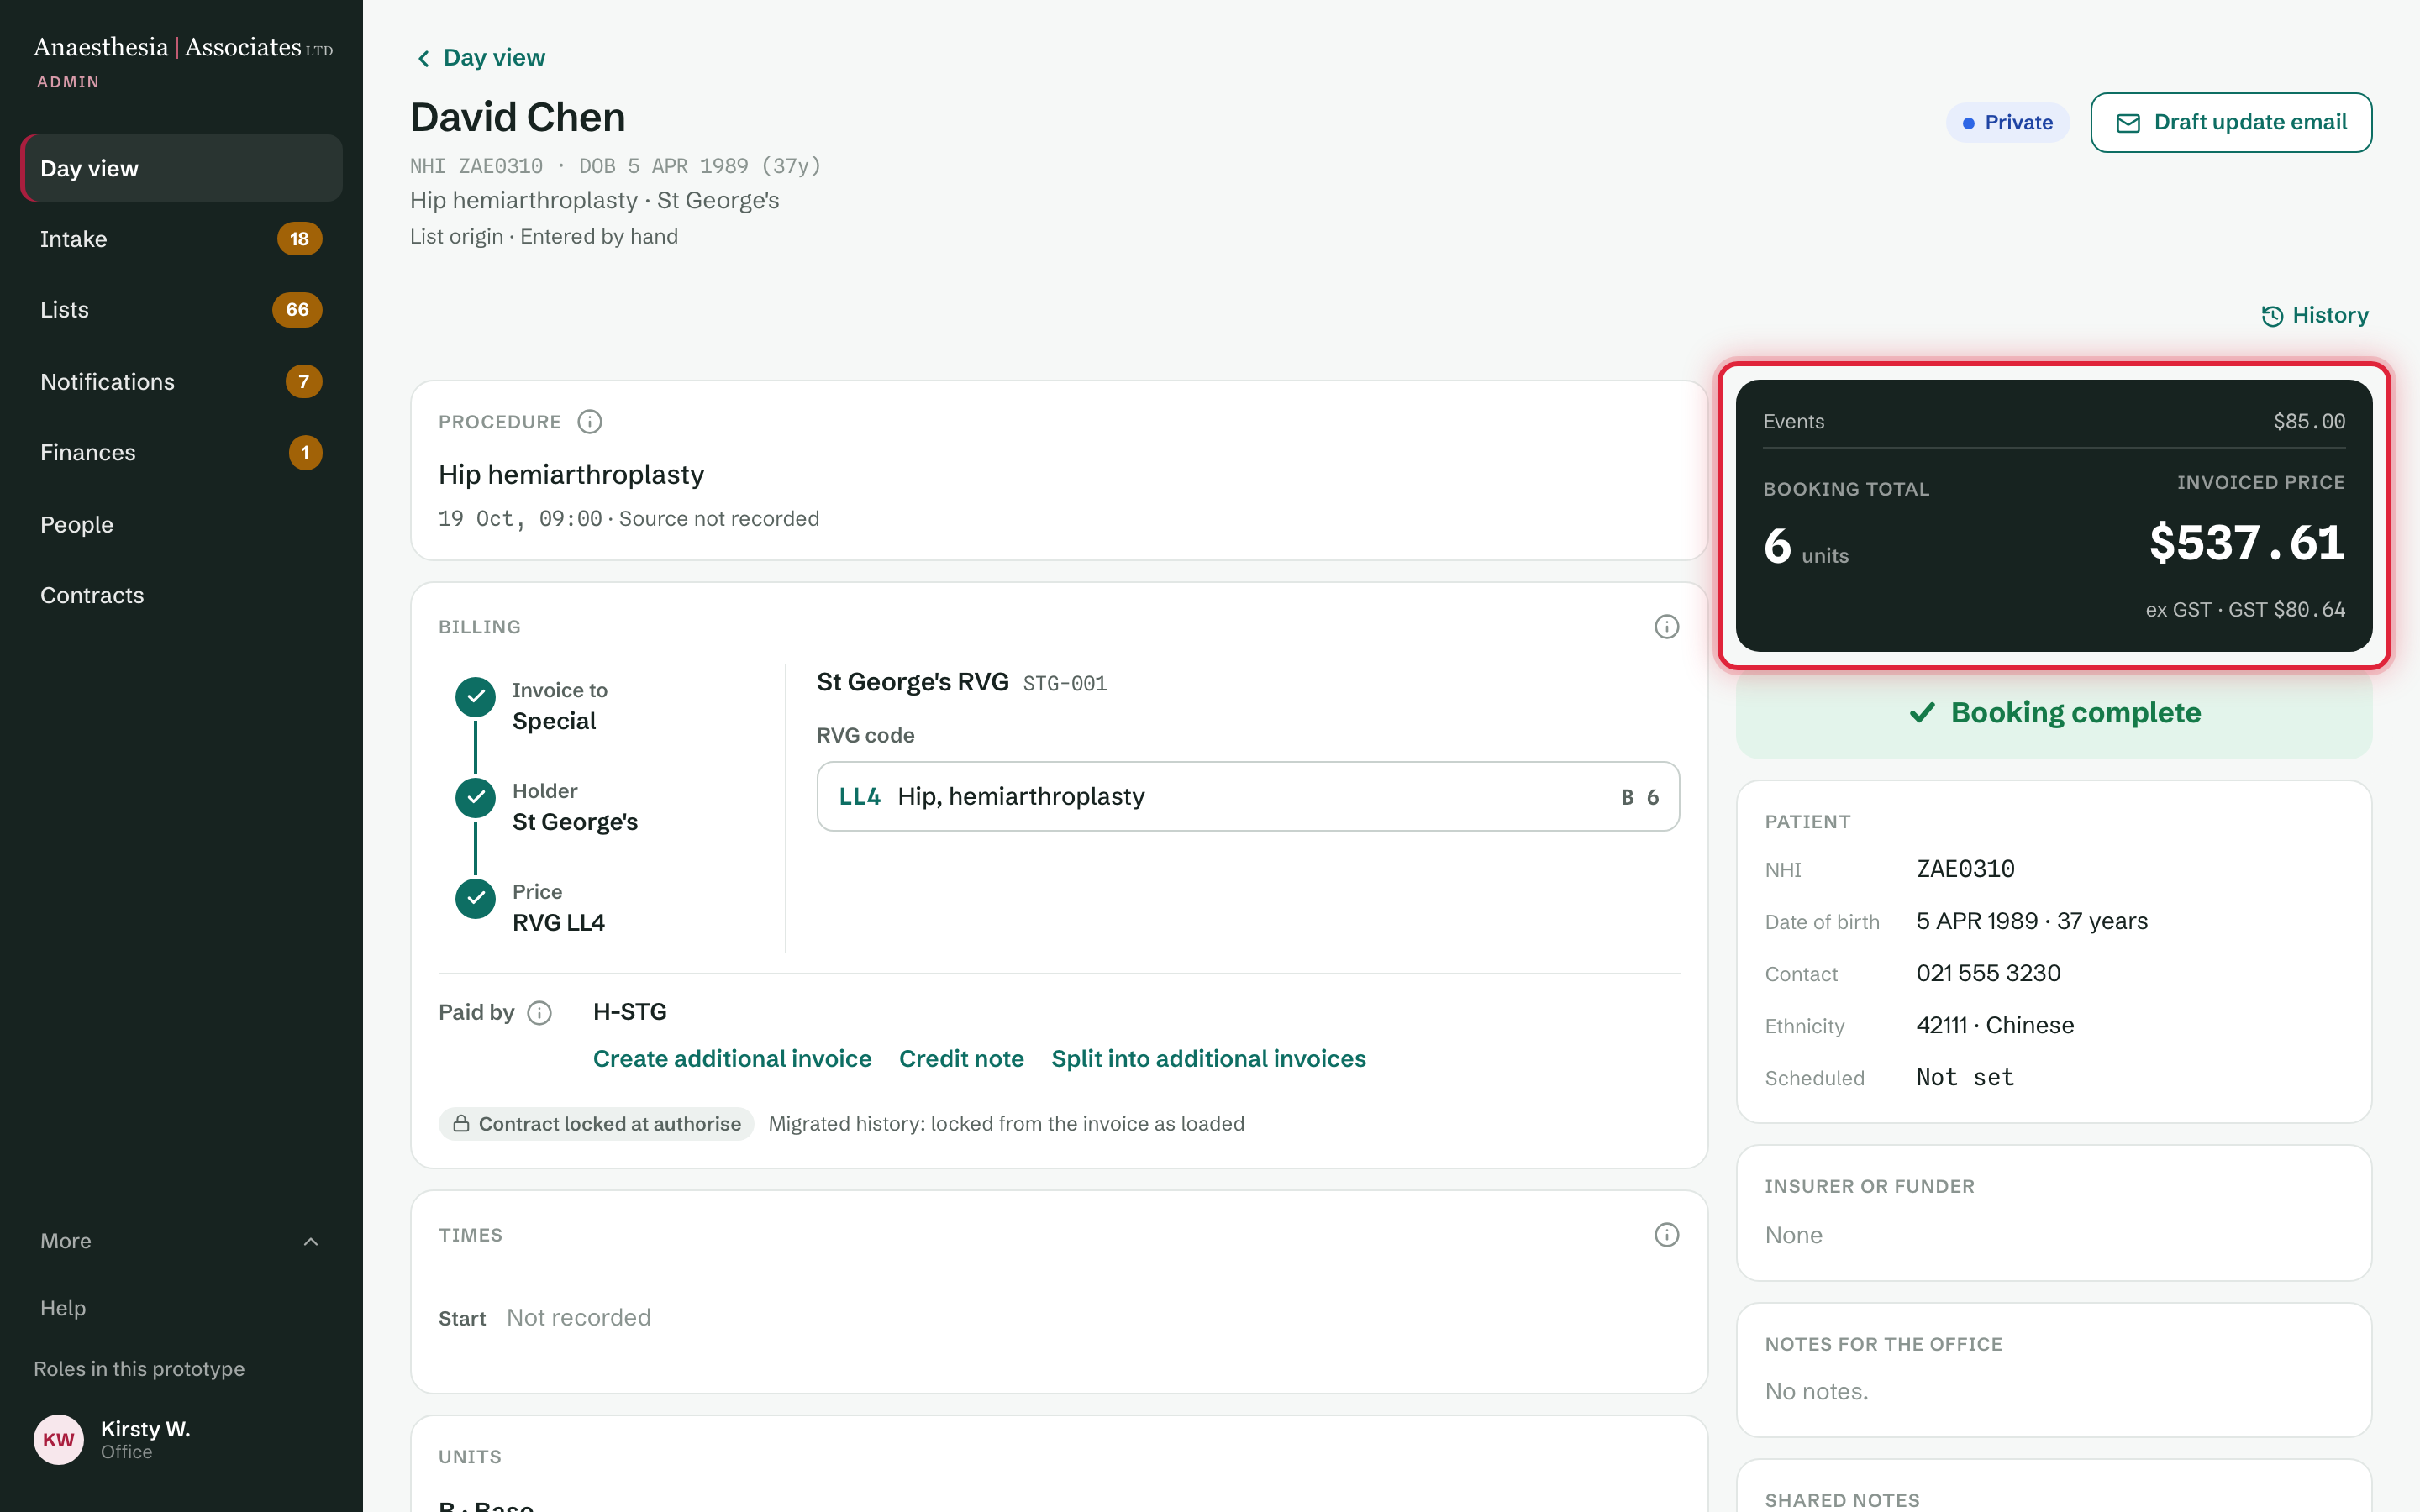 Anaesthesia | Associates LTD
ADMIN
Day view
Intake 18
Lists 66
Notifications 7
Finances 1
People
Contracts
More
Help
Roles in this prototype
KW
Kirsty W.
Office
Day view
David Chen
NHI ZAE0310 · DOB 5 APR 1989 (37y)
Hip hemiarthroplasty · St George's
List origin · Entered by hand
Private
Draft update email
History
PROCEDURE
Hip hemiarthroplasty
19 Oct, 09:00 · Source not recorded
BILLING
Invoice to
Special
Holder
St George's
Price
RVG LL4
St George's RVG STG-001
RVG code
LL4 Hip, hemiarthroplasty B 6
Paid by H-STG
Create additional invoice Credit note Split into additional invoices
Contract locked at authorise Migrated history: locked from the invoice as loaded
TIMES
Start Not recorded
UNITS
B · Base
Events $85.00
BOOKING TOTAL INVOICED PRICE
6 units $537.61
ex GST · GST $80.64
Booking complete
PATIENT
NHI ZAE0310
Date of birth 5 APR 1989 · 37 years
Contact 021 555 3230
Ethnicity 42111 · Chinese
Scheduled Not set
INSURER OR FUNDER
None
NOTES FOR THE OFFICE
No notes.
SHARED NOTES